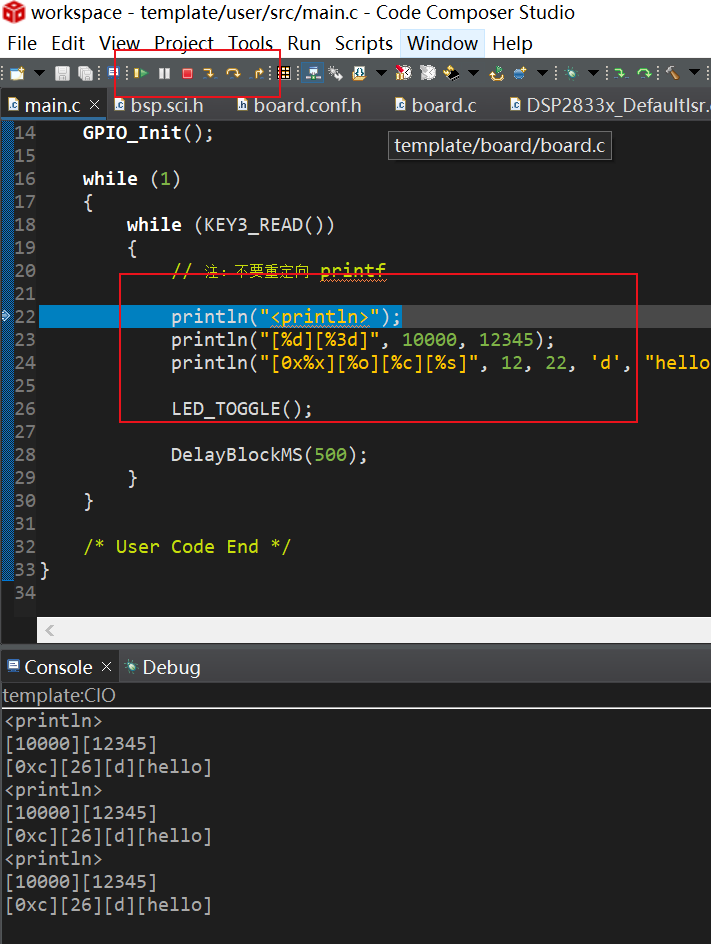 workspace - template/user/src/main.c - Code Composer Studio
File Edit View Project Tools Run Scripts Window Help
main.c bsp.sci.h board.conf.h board.c DSP2833x_DefaultIsr.
template/board/board.c
14 GPIO_Init();
15
16 while (1)
17 {
18 while (KEY3_READ())
19 {
20 // 注：不要重定向 printf
21
22 println("<println>");
23 println("[%d][%3d]", 10000, 12345);
24 println("[0x%x][%o][%c][%s]", 12, 22, 'd', "hello
25
26 LED_TOGGLE();
27
28 DelayBlockMS(500);
29 }
30 }
31
32 /* User Code End */
33 }
34
Console Debug
template:CIO
<println>
[10000][12345]
[0xc][26][d][hello]
<println>
[10000][12345]
[0xc][26][d][hello]
<println>
[10000][12345]
[0xc][26][d][hello]